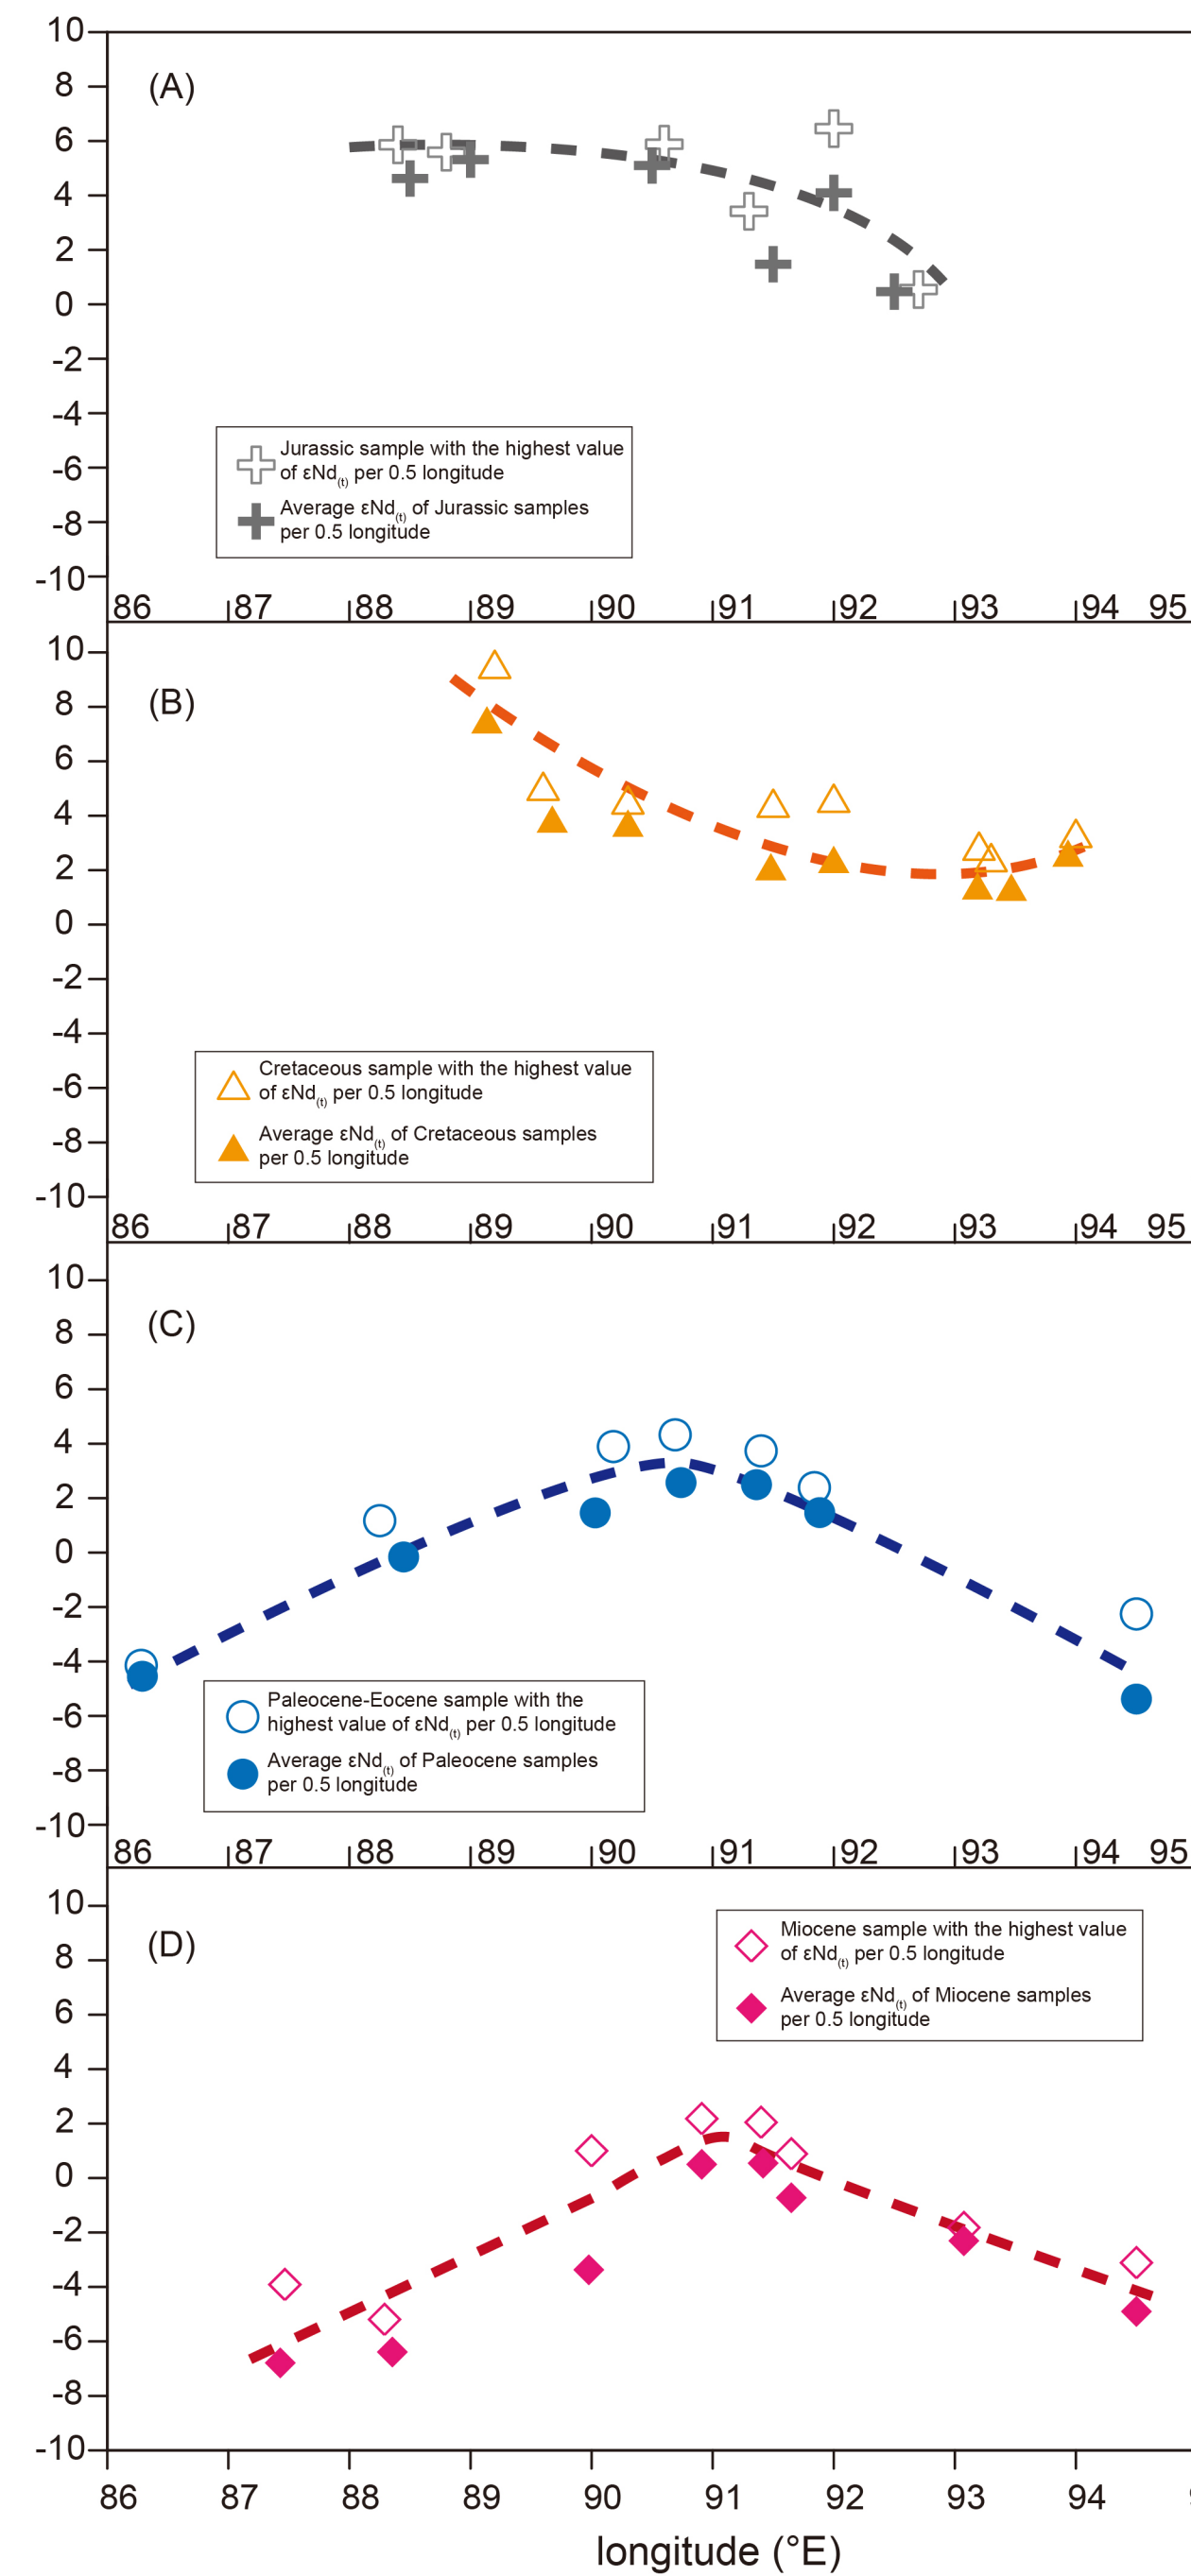 10
(A)
8
6
4
2
0
-2
-4
-6
-8
-10
Jurassic sample with the highest value
of εNd(t) per 0.5 longitude
Average εNd(t) of Jurassic samples
per 0.5 longitude
86 87 88 89 90 91 92 93 94 95
10
(B)
8
6
4
2
0
-2
-4
-6
-8
-10
Cretaceous sample with the highest value
of εNd(t) per 0.5 longitude
Average εNd(t) of Cretaceous samples
per 0.5 longitude
86 87 88 89 90 91 92 93 94 95
10
(C)
8
6
4
2
0
-2
-4
-6
-8
-10
Paleocene-Eocene sample with the
highest value of εNd(t) per 0.5 longitude
Average εNd(t) of Paleocene samples
per 0.5 longitude
86 87 88 89 90 91 92 93 94 95
10
(D)
8
6
4
2
0
-2
-4
-6
-8
-10
Miocene sample with the highest value
of εNd(t) per 0.5 longitude
Average εNd(t) of Miocene samples
per 0.5 longitude
86 87 88 89 90 91 92 93 94
longitude (°E)